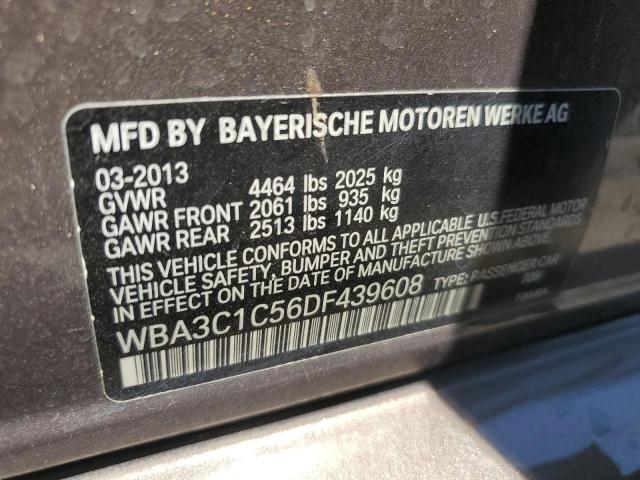 MFD BY BAYERISCHE MOTOREN WERKE AG
03-2013
GVWR 4464 lbs 2025 kg
GAWR FRONT 2061 lbs 935 kg
GAWR REAR 2513 lbs 1140 kg
THIS VEHICLE CONFORMS TO ALL APPLICABLE U.S. FEDERAL MOTOR
VEHICLE SAFETY, BUMPER AND THEFT PREVENTION STANDARDS
IN EFFECT ON THE DATE OF MANUFACTURE SHOWN ABOVE.
WBA3C1C56DF439608 TYPE: PASSENGER CAR